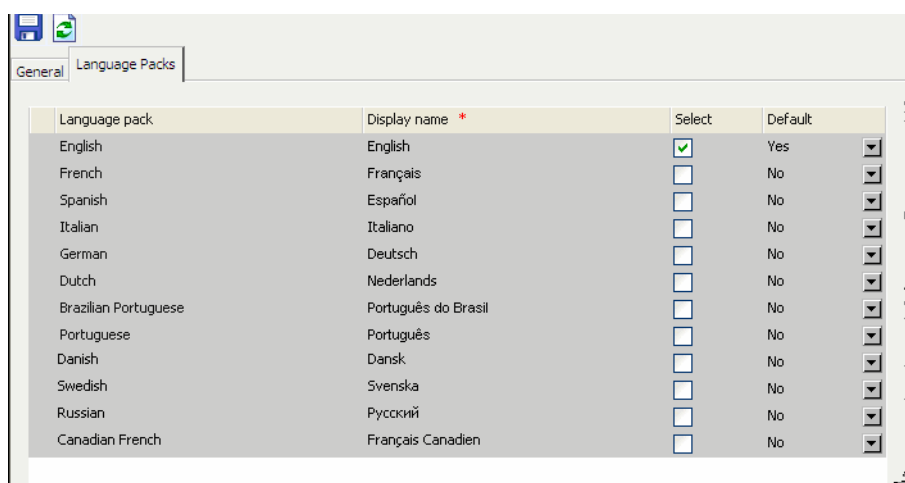 General Language Packs
Language pack Display name * Select Default
English English Yes
French Français No
Spanish Español No
Italian Italiano No
German Deutsch No
Dutch Nederlands No
Brazilian Portuguese Português do Brasil No
Portuguese Português No
Danish Dansk No
Swedish Svenska No
Russian Русский No
Canadian French Français Canadien No